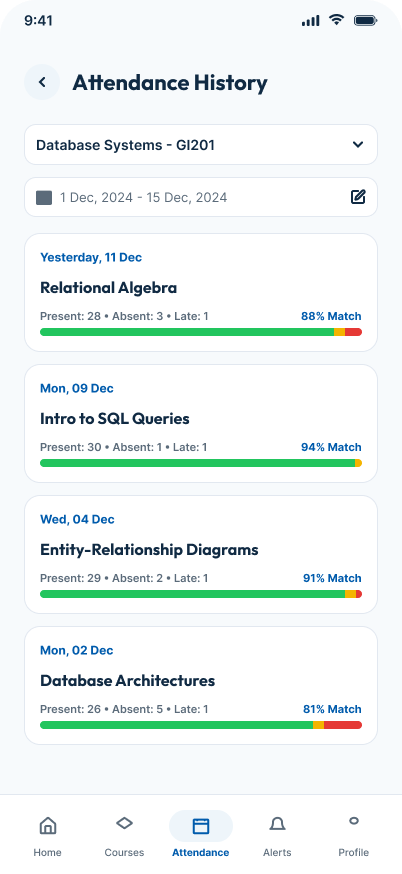 9:41
Attendance History
Database Systems - GI201
1 Dec, 2024 - 15 Dec, 2024
Yesterday, 11 Dec
Relational Algebra
Present: 28 • Absent: 3 • Late: 1 88% Match
Mon, 09 Dec
Intro to SQL Queries
Present: 30 • Absent: 1 • Late: 1 94% Match
Wed, 04 Dec
Entity-Relationship Diagrams
Present: 29 • Absent: 2 • Late: 1 91% Match
Mon, 02 Dec
Database Architectures
Present: 26 • Absent: 5 • Late: 1 81% Match
Home Courses Attendance Alerts Profile